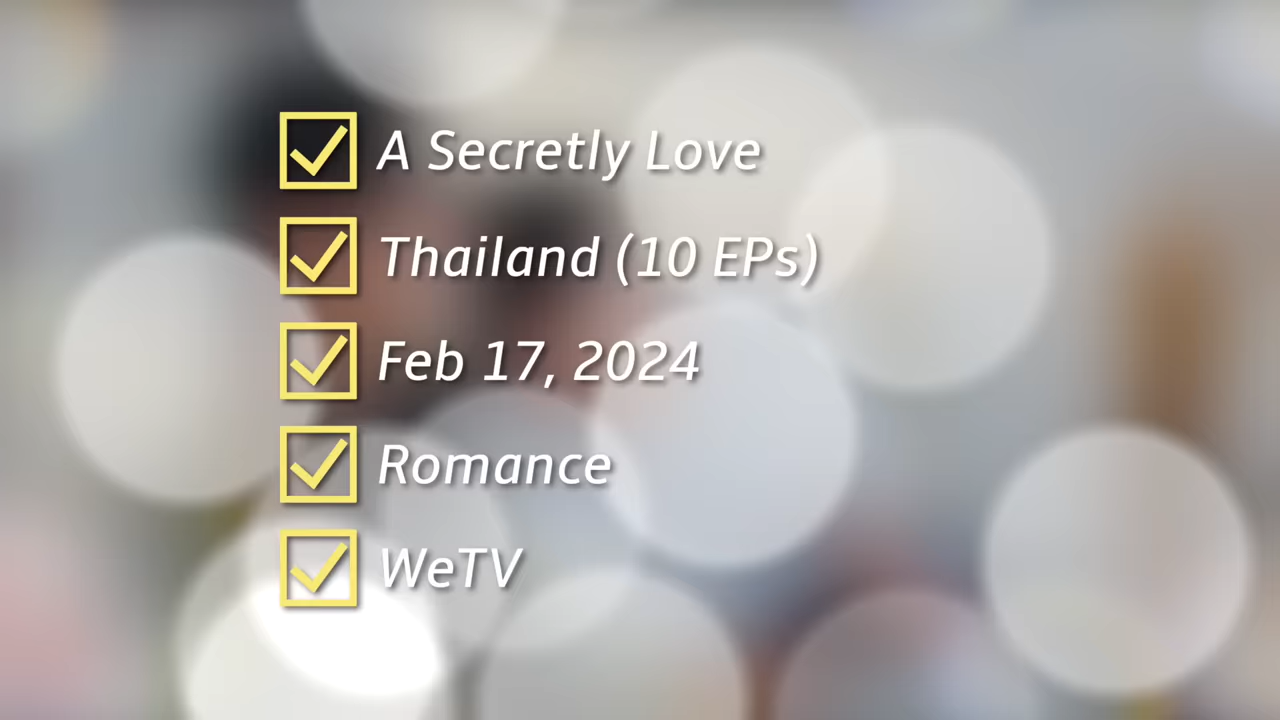 A Secretly Love
Thailand (10 EPs)
Feb 17, 2024
Romance
WeTV